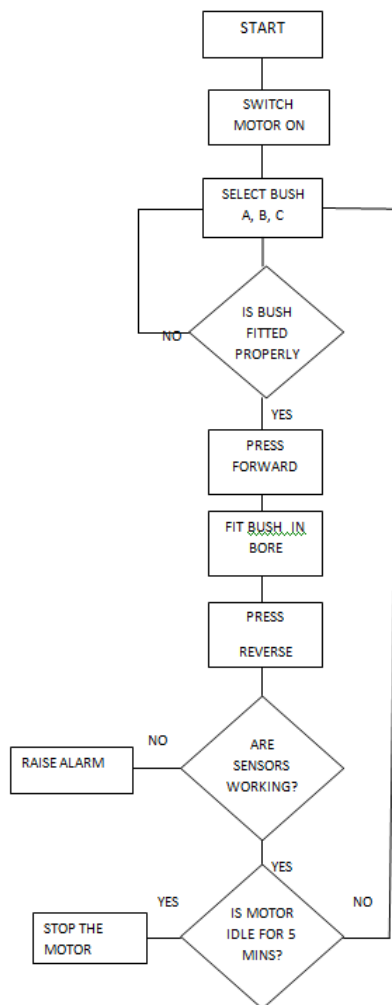 START
SWITCH
MOTOR ON
SELECT BUSH
A, B, C
IS BUSH
FITTED
PROPERLY
NO
YES
PRESS
FORWARD
FIT BUSH IN
BORE
PRESS
REVERSE
NO
ARE
SENSORS
WORKING?
RAISE ALARM
YES
YES
IS MOTOR
IDLE FOR 5
MINS?
NO
STOP THE
MOTOR